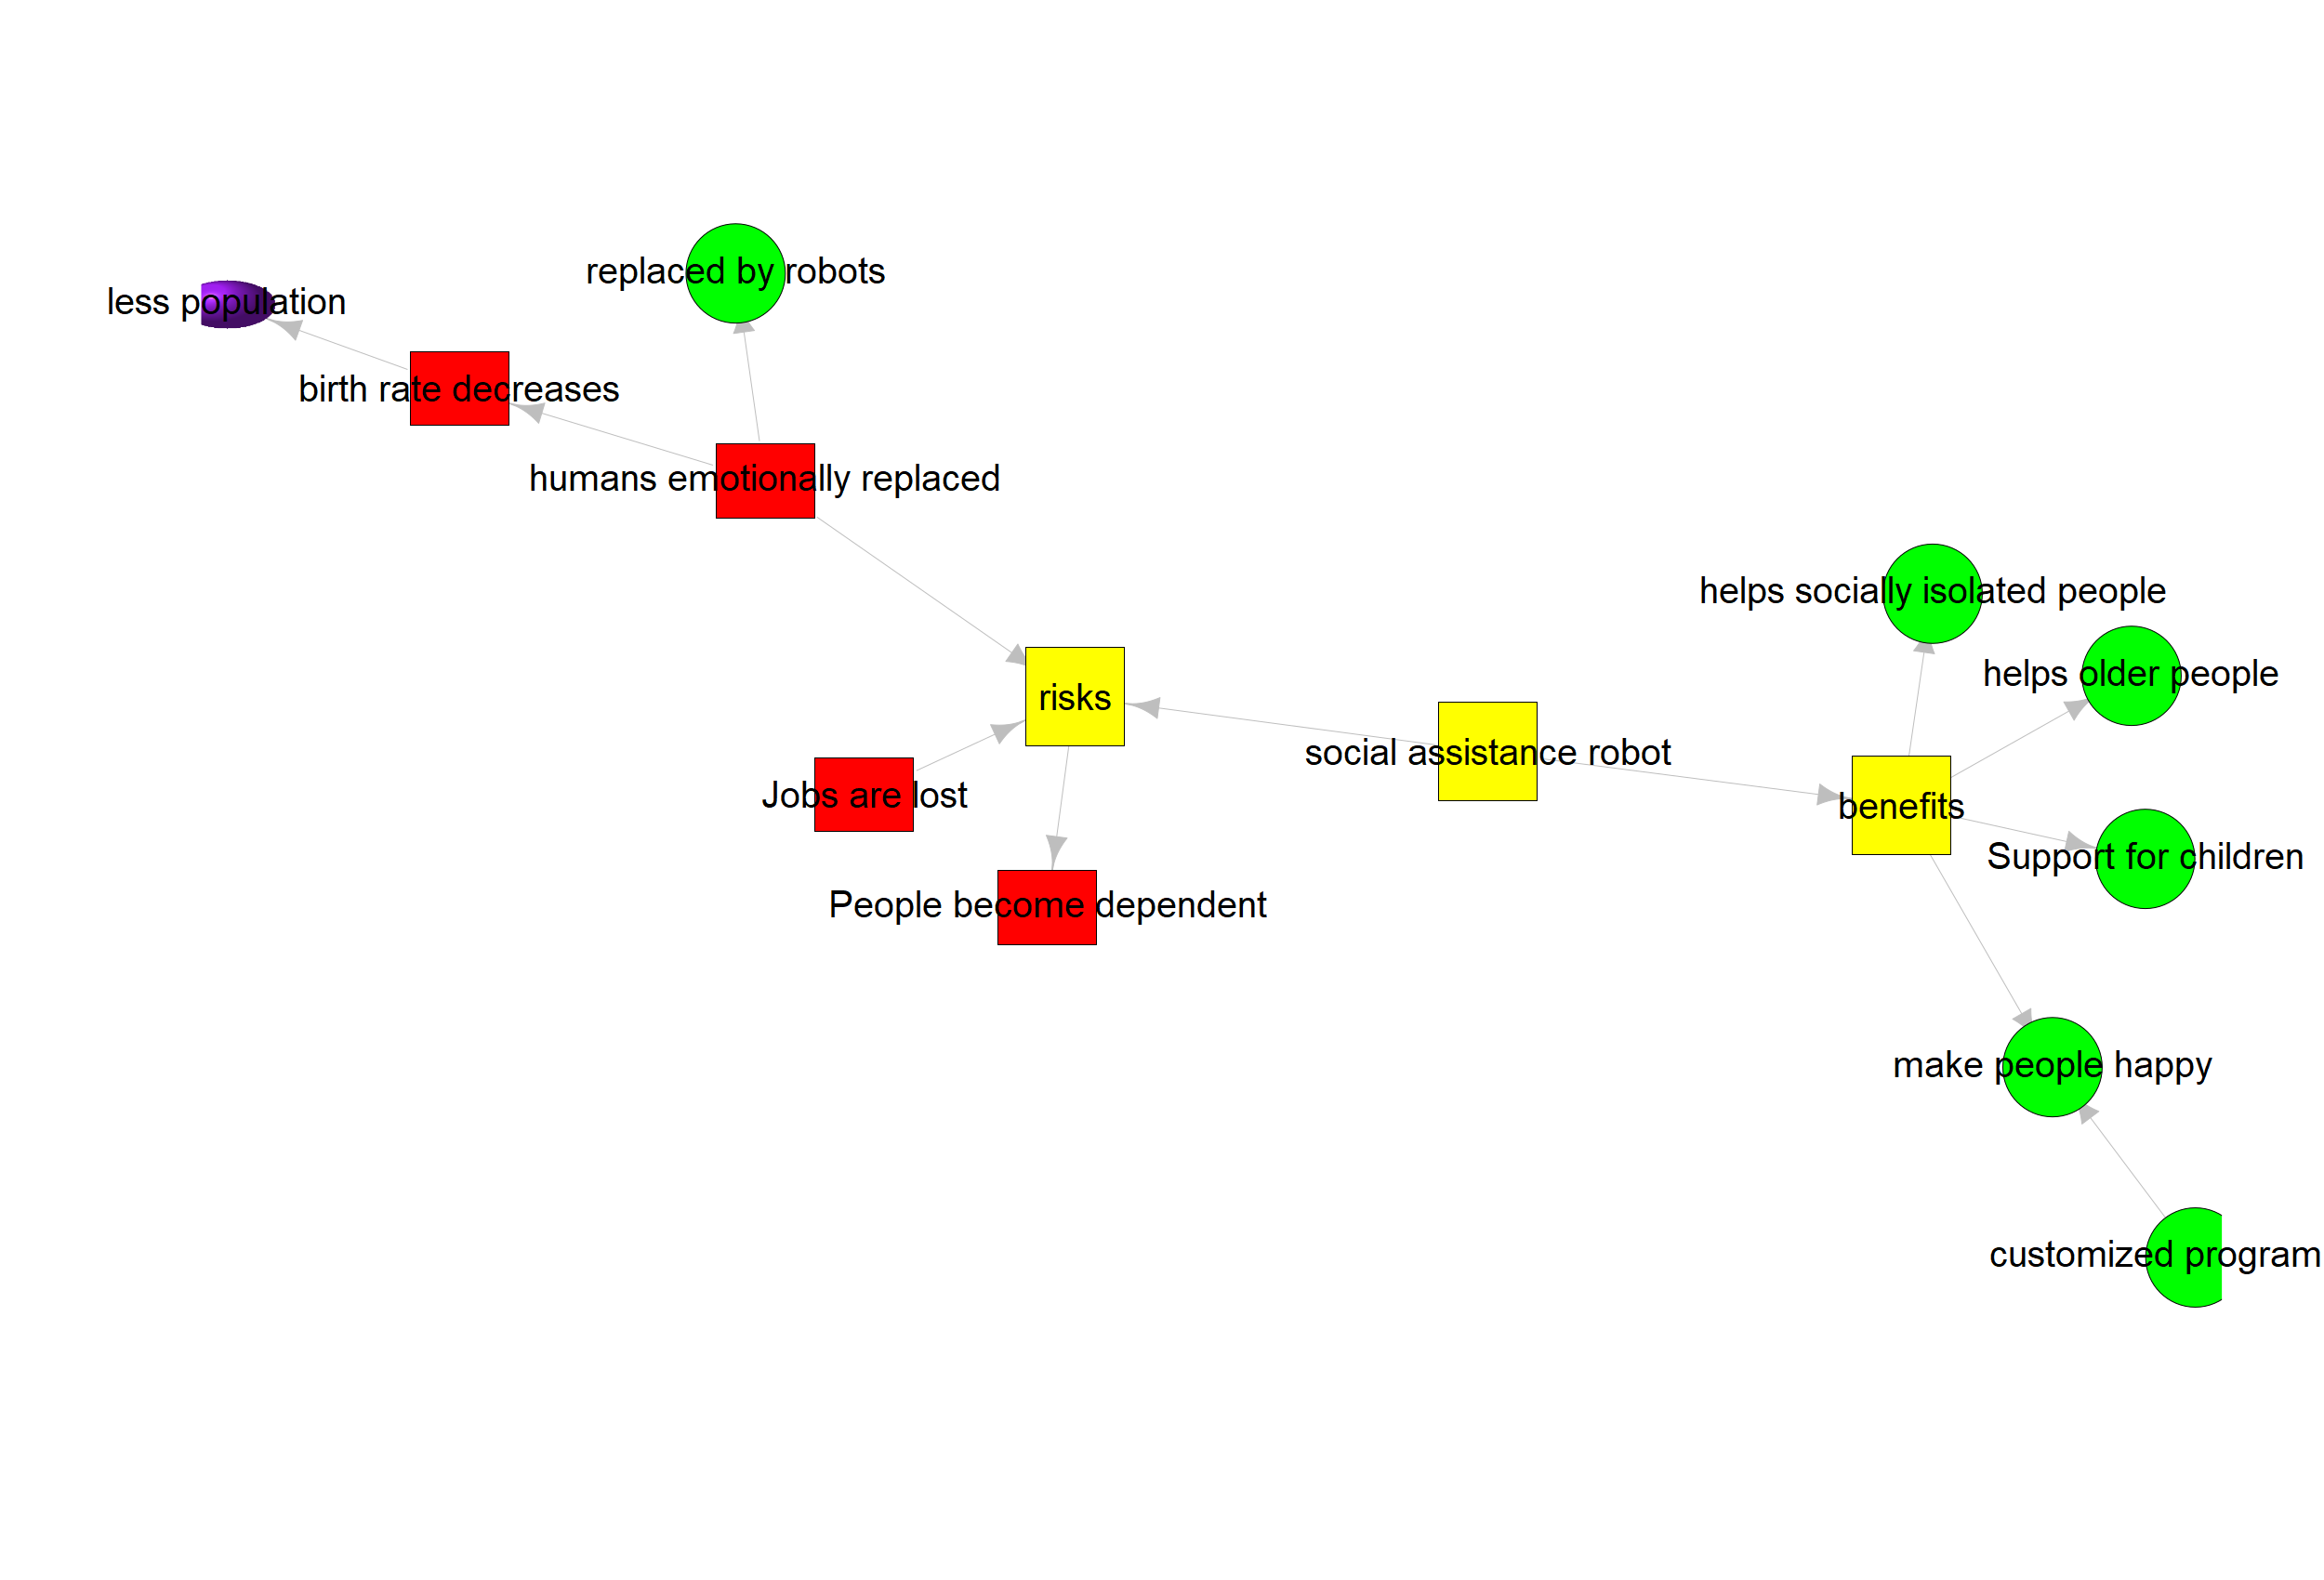 replaced by robots
less population
birth rate decreases
humans emotionally replaced
helps socially isolated people
helps older people
risks
social assistance robot
Jobs are lost
benefits
Support for children
People become dependent
make people happy
customized program